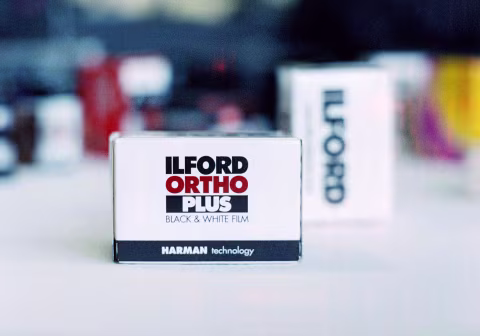 ILFORD
ORTHO
PLUS
BLACK & WHITE FILM
HARMAN technology
ILFORD